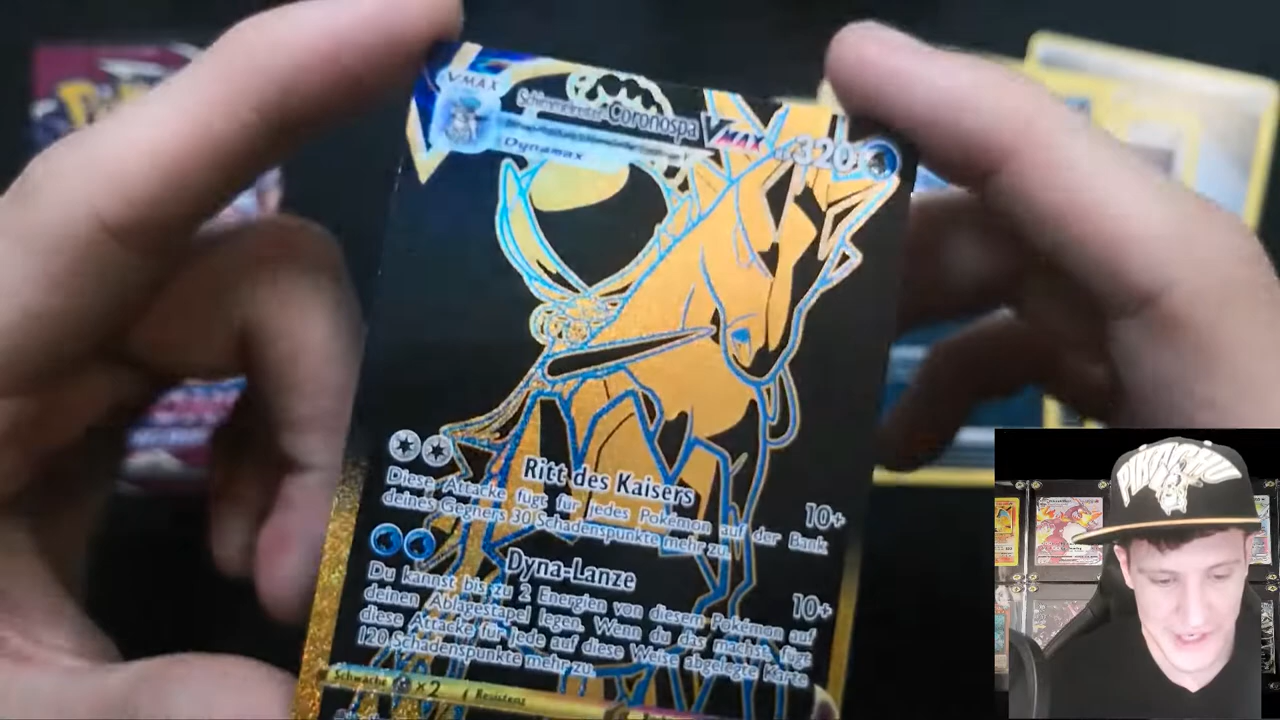 VMAX
Schimmelreiter-Coronospa VMAX 320
Dynamax
Ritt des Kaisers 10+
Diese Attacke fügt für jedes Pokémon auf der Bank
deines Gegners 30 Schadenspunkte mehr zu.
Dyna-Lanze 10+
Du kannst bis zu 2 Energien von diesem Pokémon auf
deinen Ablagestapel legen. Wenn du das machst, fügt
diese Attacke für jede auf diese Weise abgelegte Karte
120 Schadenspunkte mehr zu.
Schwäche ×2 Resistenz
PIKACHU